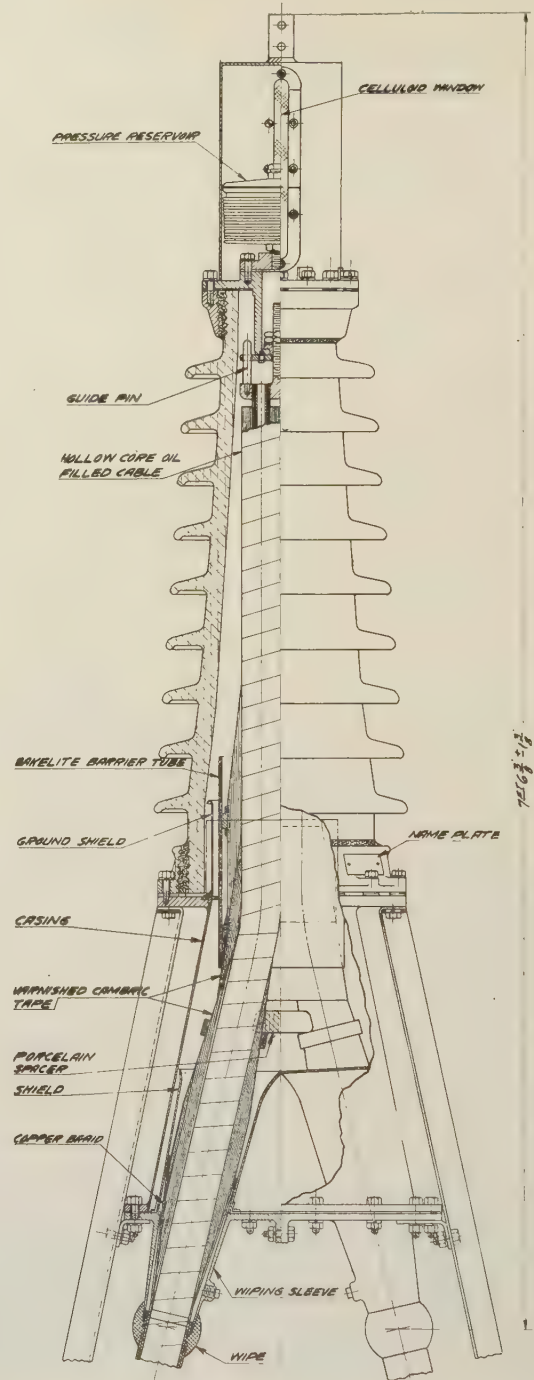 CELLULOID WINDOW
PRESSURE RESERVOIR
GUIDE PIN
HOLLOW CORE OIL
FILLED CABLE
BAKELITE BARRIER TUBE
GROUND SHIELD
NAME PLATE
CASING
VARNISHED CAMBRIC
TAPE
PORCELAIN
SPACER
SHIELD
COPPER BRAID
WIPING SLEEVE
WIPE